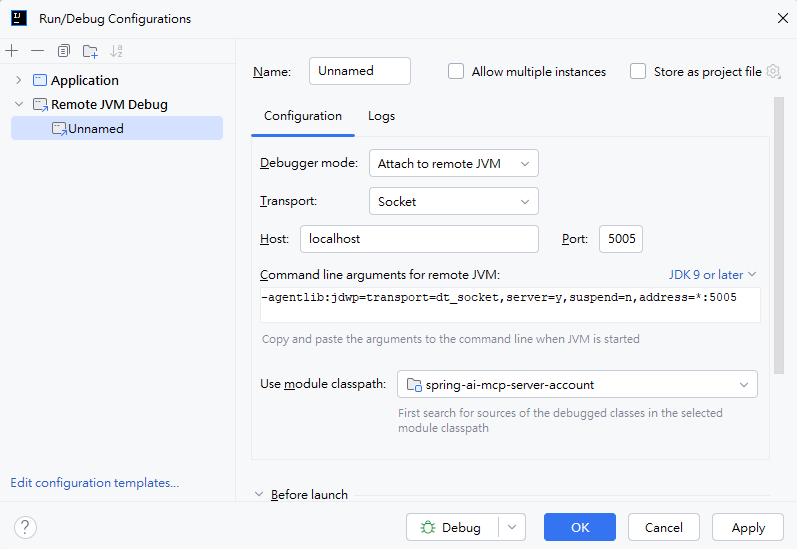 Run/Debug Configurations
Application
Remote JVM Debug
Unnamed
Edit configuration templates...
Name: Unnamed Allow multiple instances Store as project file
Configuration Logs
Debugger mode: Attach to remote JVM
Transport: Socket
Host: localhost Port: 5005
Command line arguments for remote JVM: JDK 9 or later
-agentlib:jdwp=transport=dt_socket,server=y,suspend=n,address=*:5005
Copy and paste the arguments to the command line when JVM is started
Use module classpath: spring-ai-mcp-server-account
First search for sources of the debugged classes in the selected
module classpath
Before launch
? Debug OK Cancel Apply